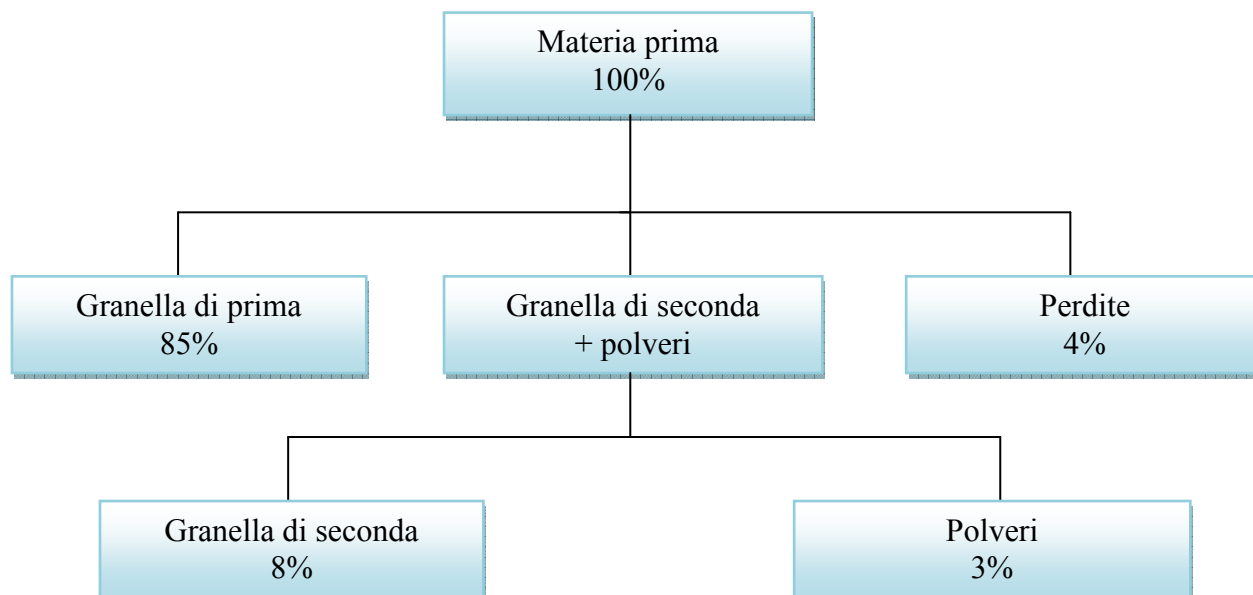 Materia prima
100%
Granella di prima
85%
Granella di seconda
+ polveri
Perdite
4%
Granella di seconda
8%
Polveri
3%